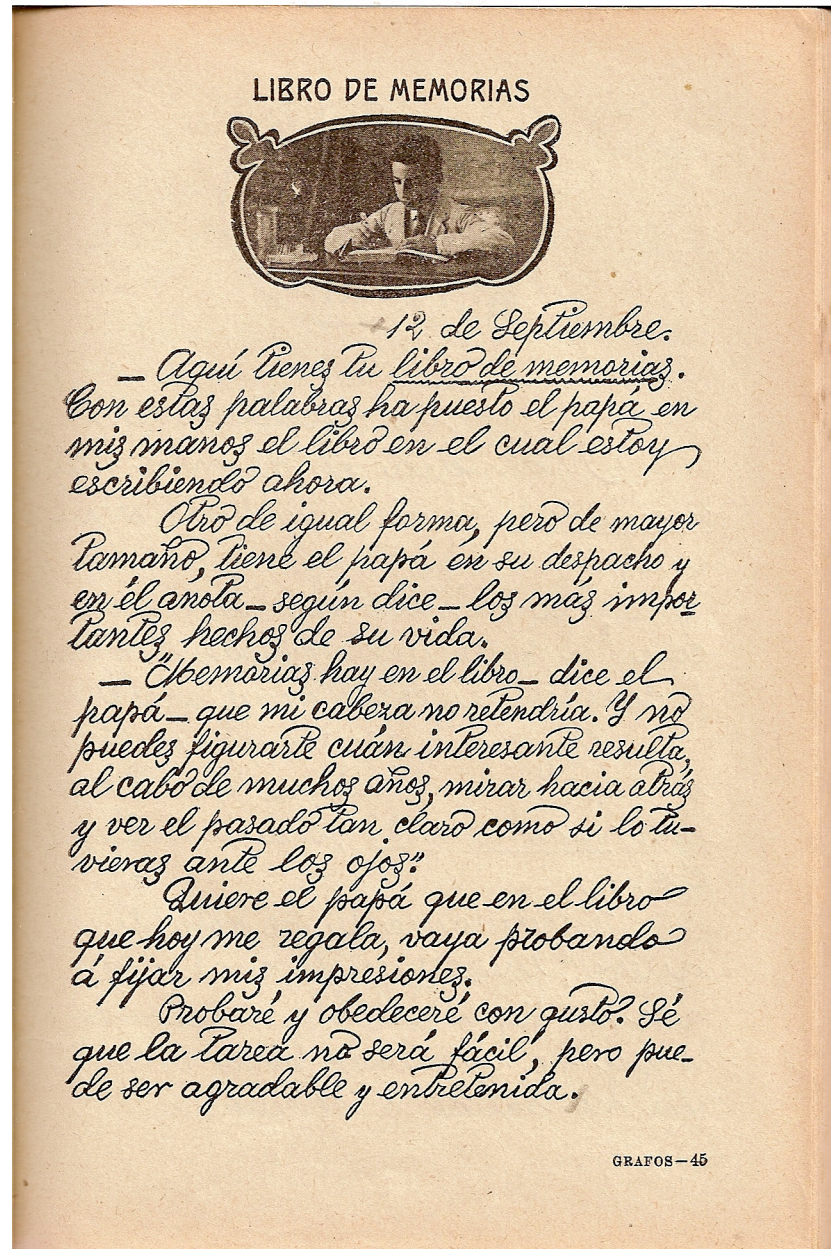 LIBRO DE MEMORIAS
12 de Septiembre.
— Aquí tienes tu libro de memorias.
Con estas palabras ha puesto el papá en
mis manos el libro en el cual estoy
escribiendo ahora.
Otro de igual forma, pero de mayor
tamaño, tiene el papá en su despacho y
en él anota — según dice — los más impor-
tantes hechos de su vida.
— "Memorias hay en el libro — dice el
papá — que mi cabeza no retendría. Y no
puedes figurarte cuán interesante resulta,
al cabo de muchos años, mirar hacia atrás
y ver el pasado tan claro como si lo tu-
vieras ante los ojos".
Quiere el papá que en el libro
que hoy me regala, vaya probando
á fijar mis impresiones.
Probaré y obedeceré con gusto. Sé
que la tarea no será fácil, pero pue-
de ser agradable y entretenida.
GRAFOS—45